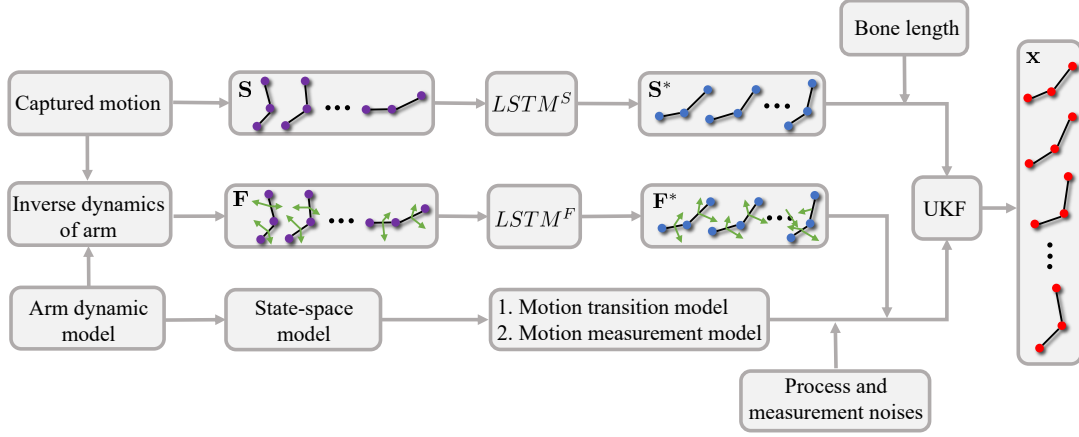 Bone length
Captured motion
S
LSTM^S
S*
x
Inverse dynamics
of arm
F
LSTM^F
F*
UKF
Arm dynamic
model
State-space
model
1. Motion transition model
2. Motion measurement model
Process and
measurement noises